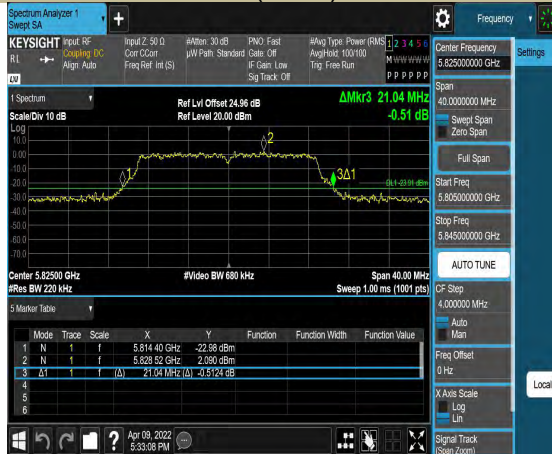 Spectrum Analyzer 1
Swept SA
+
Frequency
KEYSIGHT
Input: RF
Input Z: 50 Ω
#Atten: 30 dB
PNO: Fast
#Avg Type: Power (RMS)
1 2 3 4 5 6
RL
Coupling: DC
Corr CCorr
µW Path: Standard
Gate: Off
Avg|Hold: 100/100
M W W W W W
Align: Auto
Freq Ref: Int (S)
IF Gain: Low
Trig: Free Run
Sig Track: Off
P P P P P P
LXI
1 Spectrum
Ref Lvl Offset 24.96 dB
ΔMkr3 21.04 MHz
Scale/Div 10 dB
Ref Level 20.00 dBm
-0.51 dB
Log
10.0
0.00
-10.0
-20.0
-30.0
-40.0
-50.0
-60.0
-70.0
1
2
3Δ1
DL1 -23.91 dBm
Center 5.82500 GHz
#Video BW 680 kHz
Span 40.00 MHz
#Res BW 220 kHz
Sweep 1.00 ms (1001 pts)
5 Marker Table
Mode Trace Scale X Y Function Function Width Function Value
1 N 1 f 5.814 40 GHz -22.98 dBm
2 N 1 f 5.828 52 GHz 2.090 dBm
3 Δ1 1 f (Δ) 21.04 MHz (Δ) -0.5124 dB
4
5
6
?
Apr 09, 2022
5:33:08 PM
Center Frequency
5.825000000 GHz
Settings
Span
40.0000000 MHz
Swept Span
Zero Span
Full Span
Start Freq
5.805000000 GHz
Stop Freq
5.845000000 GHz
AUTO TUNE
CF Step
4.000000 MHz
Auto
Man
Freq Offset
0 Hz
X Axis Scale
Log
Lin
Local
Signal Track
(Span Zoom)